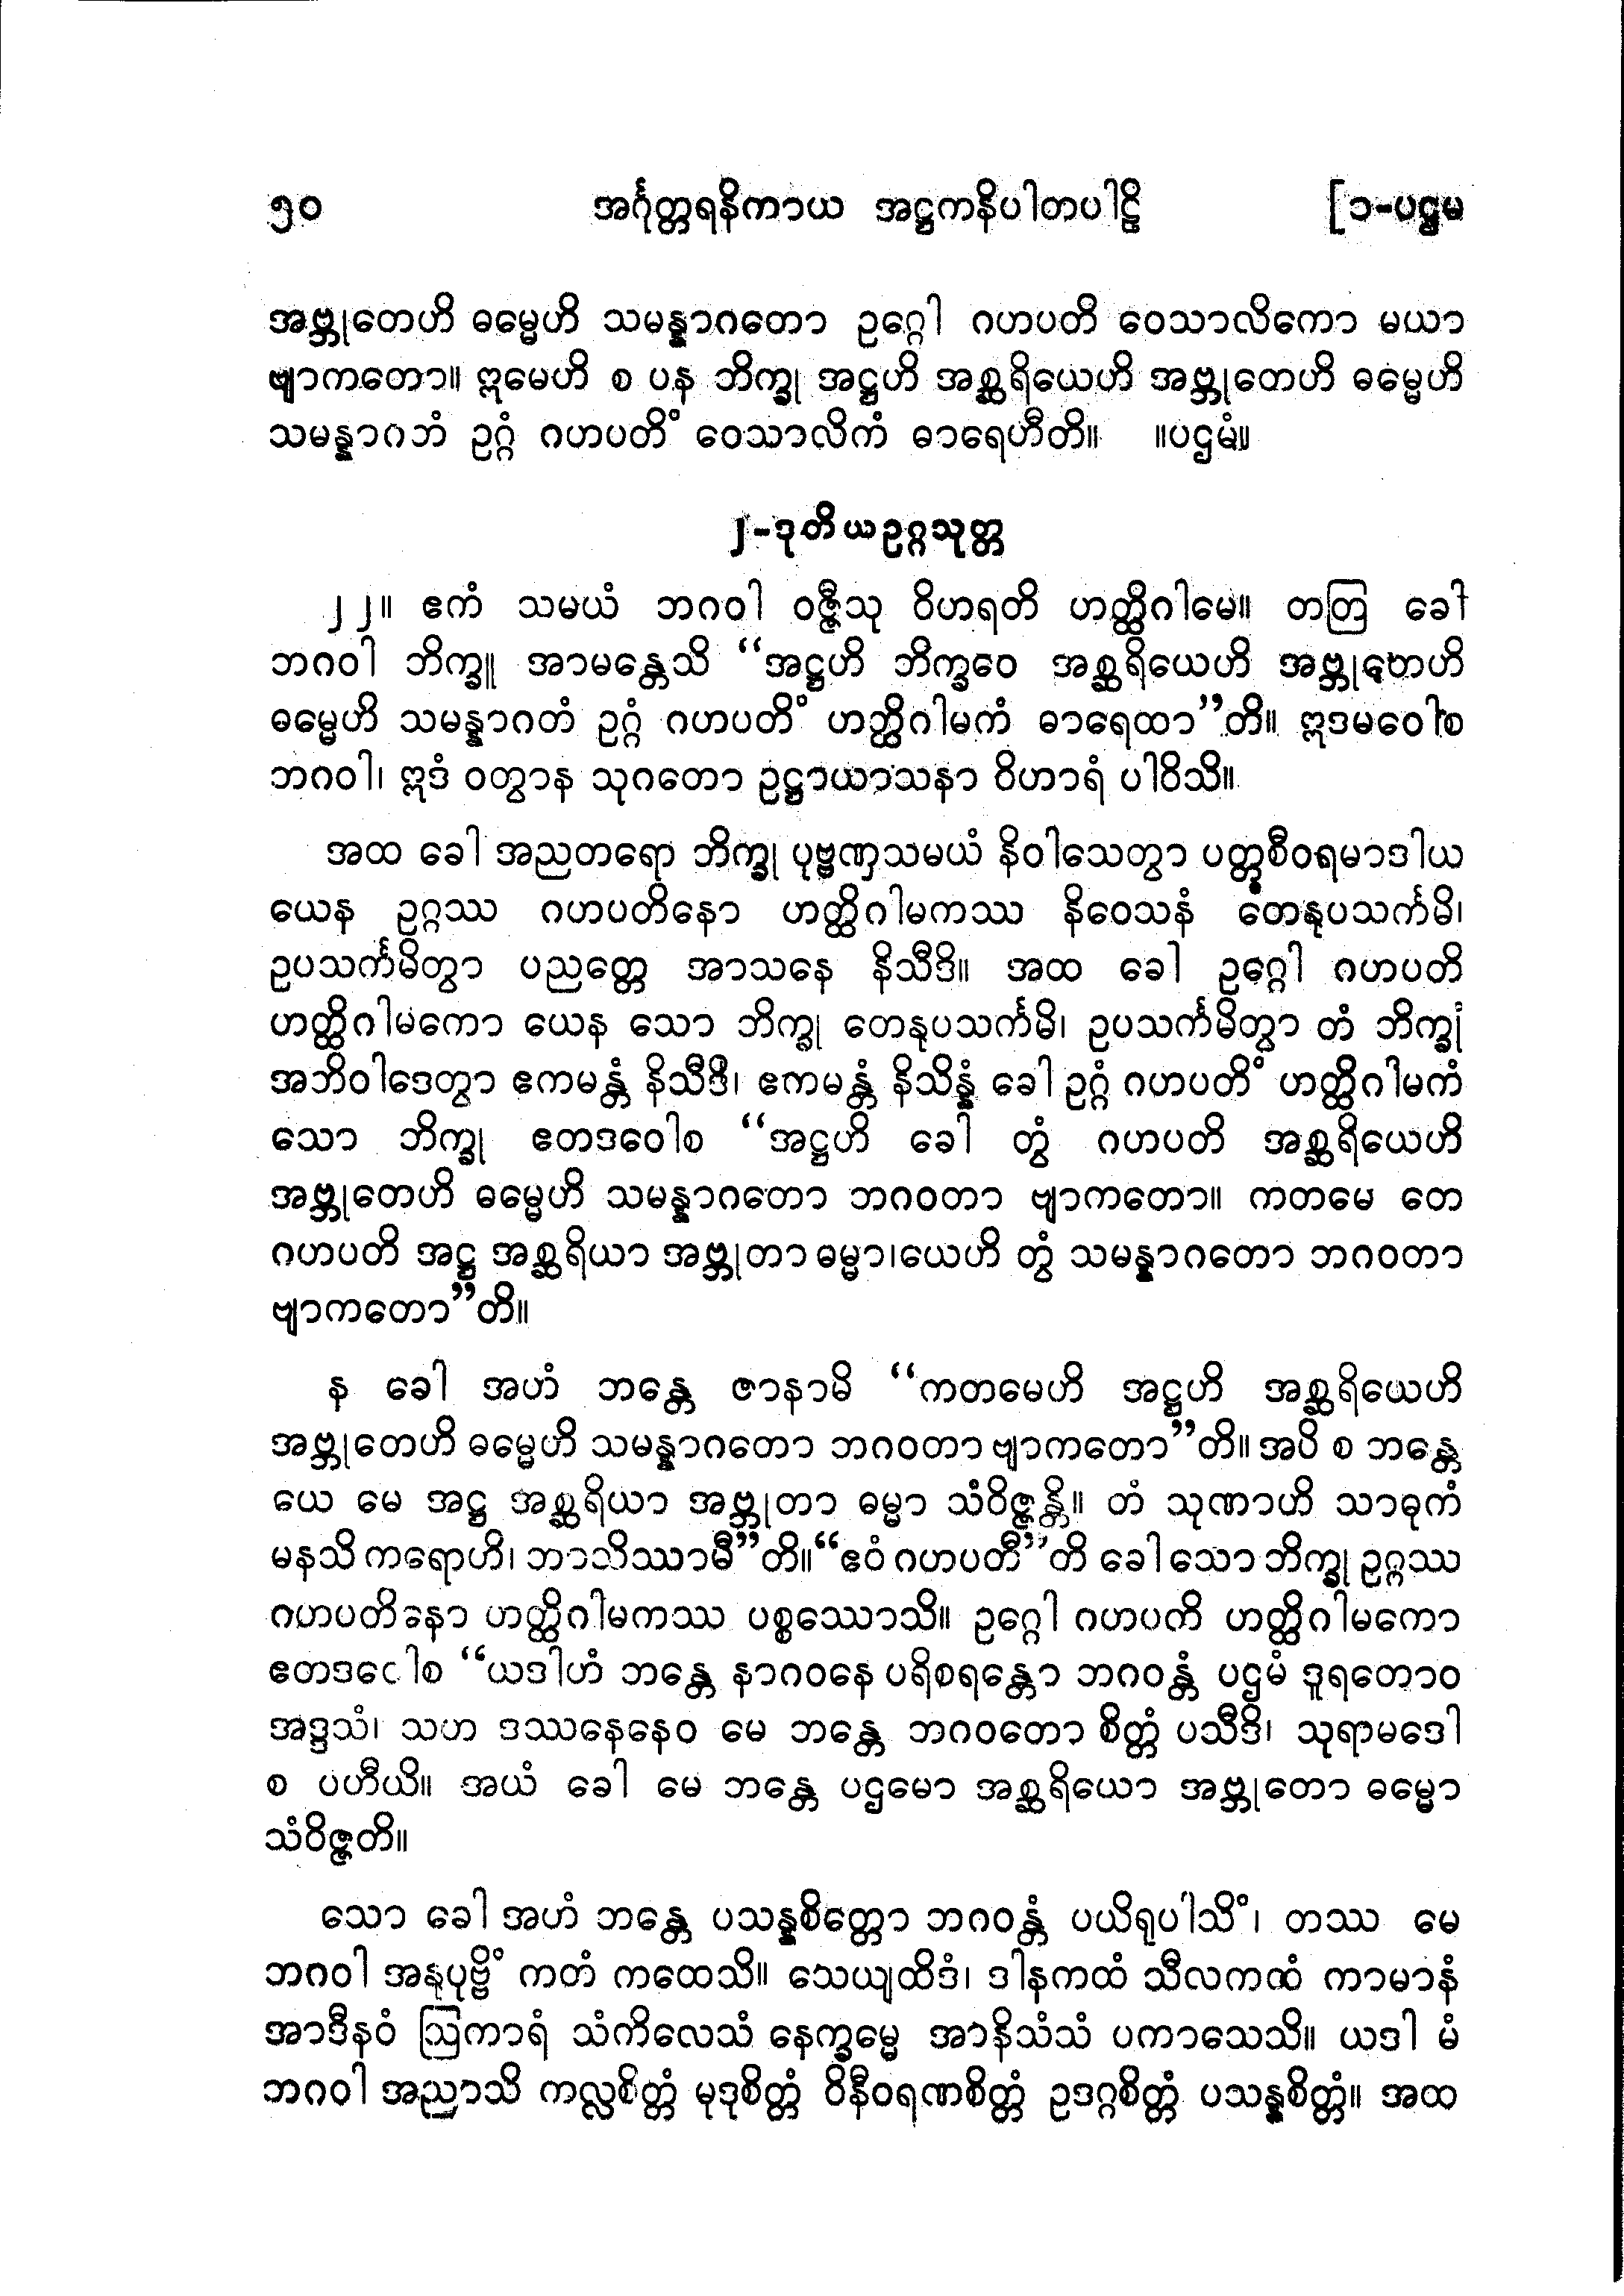 ၅၀ အင်္ဂုတ္တရနိကာယ အဋ္ဌကနိပါတပါဠိ [၁-ပဌမ
အဗ္ဘုတေဟိ ဓမ္မေဟိ သမန္နာဂတော ဥဂ္ဂေါ ဂဟပတိ ဝေသာလိကော မယာ
ဗျာကတော။ ဣမေဟိ စ ပန ဘိက္ခု အဋ္ဌဟိ အစ္ဆရိယေဟိ အဗ္ဘုတေဟိ ဓမ္မေဟိ
သမန္နာဂတံ ဥဂ္ဂံ ဂဟပတိံ ဝေသာလိကံ ဓာရေဟီတိ။ ။ပဌမံ။
၂-ဒုတိယဥဂ္ဂသုတ္တ
၂၂။ ဧကံ သမယံ ဘဂဝါ ဝဇ္ဇီသု ဝိဟရတိ ဟတ္ထိဂါမေ။ တတြ ခေါ
ဘဂဝါ ဘိက္ခူ အာမန္တေသိ “အဋ္ဌဟိ ဘိက္ခဝေ အစ္ဆရိယေဟိ အဗ္ဘုတေဟိ
ဓမ္မေဟိ သမန္နာဂတံ ဥဂ္ဂံ ဂဟပတိံ ဟတ္ထိဂါမကံ ဓာရေထာ”တိ။ ဣဒမဝေါစ
ဘဂဝါ၊ ဣဒံ ဝတွာန သုဂတော ဥဋ္ဌာယာသနာ ဝိဟာရံ ပါဝိသိ။
အထ ခေါ အညတရော ဘိက္ခု ပုဗ္ဗဏှသမယံ နိဝါသေတွာ ပတ္တစီဝရမာဒါယ
ယေန ဥဂ္ဂဿ ဂဟပတိနော ဟတ္ထိဂါမကဿ နိဝေသနံ တေနုပသင်္ကမိ၊
ဥပသင်္ကမိတွာ ပညတ္တေ အာသနေ နိသီဒိ။ အထ ခေါ ဥဂ္ဂေါ ဂဟပတိ
ဟတ္ထိဂါမကော ယေန သော ဘိက္ခု တေနုပသင်္ကမိ၊ ဥပသင်္ကမိတွာ တံ ဘိက္ခုံ
အဘိဝါဒေတွာ ဧကမန္တံ နိသီဒိ၊ ဧကမန္တံ နိသိန္နံ ခေါ ဥဂ္ဂံ ဂဟပတိံ ဟတ္ထိဂါမကံ
သော ဘိက္ခု ဧတဒဝေါစ “အဋ္ဌဟိ ခေါ တွံ ဂဟပတိ အစ္ဆရိယေဟိ
အဗ္ဘုတေဟိ ဓမ္မေဟိ သမန္နာဂတော ဘဂဝတာ ဗျာကတော။ ကတမေ တေ
ဂဟပတိ အဋ္ဌ အစ္ဆရိယာ အဗ္ဘုတာ ဓမ္မာ၊ယေဟိ တွံ သမန္နာဂတော ဘဂဝတာ
ဗျာကတော”တိ။
န ခေါ အဟံ ဘန္တေ ဇာနာမိ “ကတမေဟိ အဋ္ဌဟိ အစ္ဆရိယေဟိ
အဗ္ဘုတေဟိ ဓမ္မေဟိ သမန္နာဂတော ဘဂဝတာ ဗျာကတော”တိ။ အပိ စ ဘန္တေ
ယေ မေ အဋ္ဌ အစ္ဆရိယာ အဗ္ဘုတာ ဓမ္မာ သံဝိဇ္ဇန္တိ။ တံ သုဏာဟိ သာဓုကံ
မနသိ ကရောဟိ၊ ဘာသိဿာမီ”တိ။“ဧဝံ ဂဟပတီ”တိ ခေါ သော ဘိက္ခု ဥဂ္ဂဿ
ဂဟပတိနော ဟတ္ထိဂါမကဿ ပစ္စဿောသိ။ ဥဂ္ဂေါ ဂဟပတိ ဟတ္ထိဂါမကော
ဧတဒဝေါစ “ယဒါဟံ ဘန္တေ နာဂဝနေ ပရိစရန္တော ဘဂဝန္တံ ပဌမံ ဒူရတောဝ
အဒ္ဒသံ၊ သဟ ဒဿနေနေဝ မေ ဘန္တေ ဘဂဝတော စိတ္တံ ပသီဒိ၊ သုရာမဒေါ
စ ပဟီယိ။ အယံ ခေါ မေ ဘန္တေ ပဌမော အစ္ဆရိယော အဗ္ဘုတော ဓမ္မော
သံဝိဇ္ဇတိ။
သော ခေါ အဟံ ဘန္တေ ပသန္နစိတ္တော ဘဂဝန္တံ ပယိရုပါသိံ၊ တဿ မေ
ဘဂဝါ အနုပုဗ္ဗိံ ကတံ ကထေသိ။ သေယျထိဒံ၊ ဒါနကထံ သီလကထံ ကာမာနံ
အာဒီနဝံ ဩကာရံ သံကိလေသံ နေက္ခမ္မေ အာနိသံသံ ပကာသေသိ။ ယဒါ မံ
ဘဂဝါ အညာသိ ကလ္လစိတ္တံ မုဒုစိတ္တံ ဝိနီဝရဏစိတ္တံ ဥဒဂ္ဂစိတ္တံ ပသန္နစိတ္တံ။ အထ